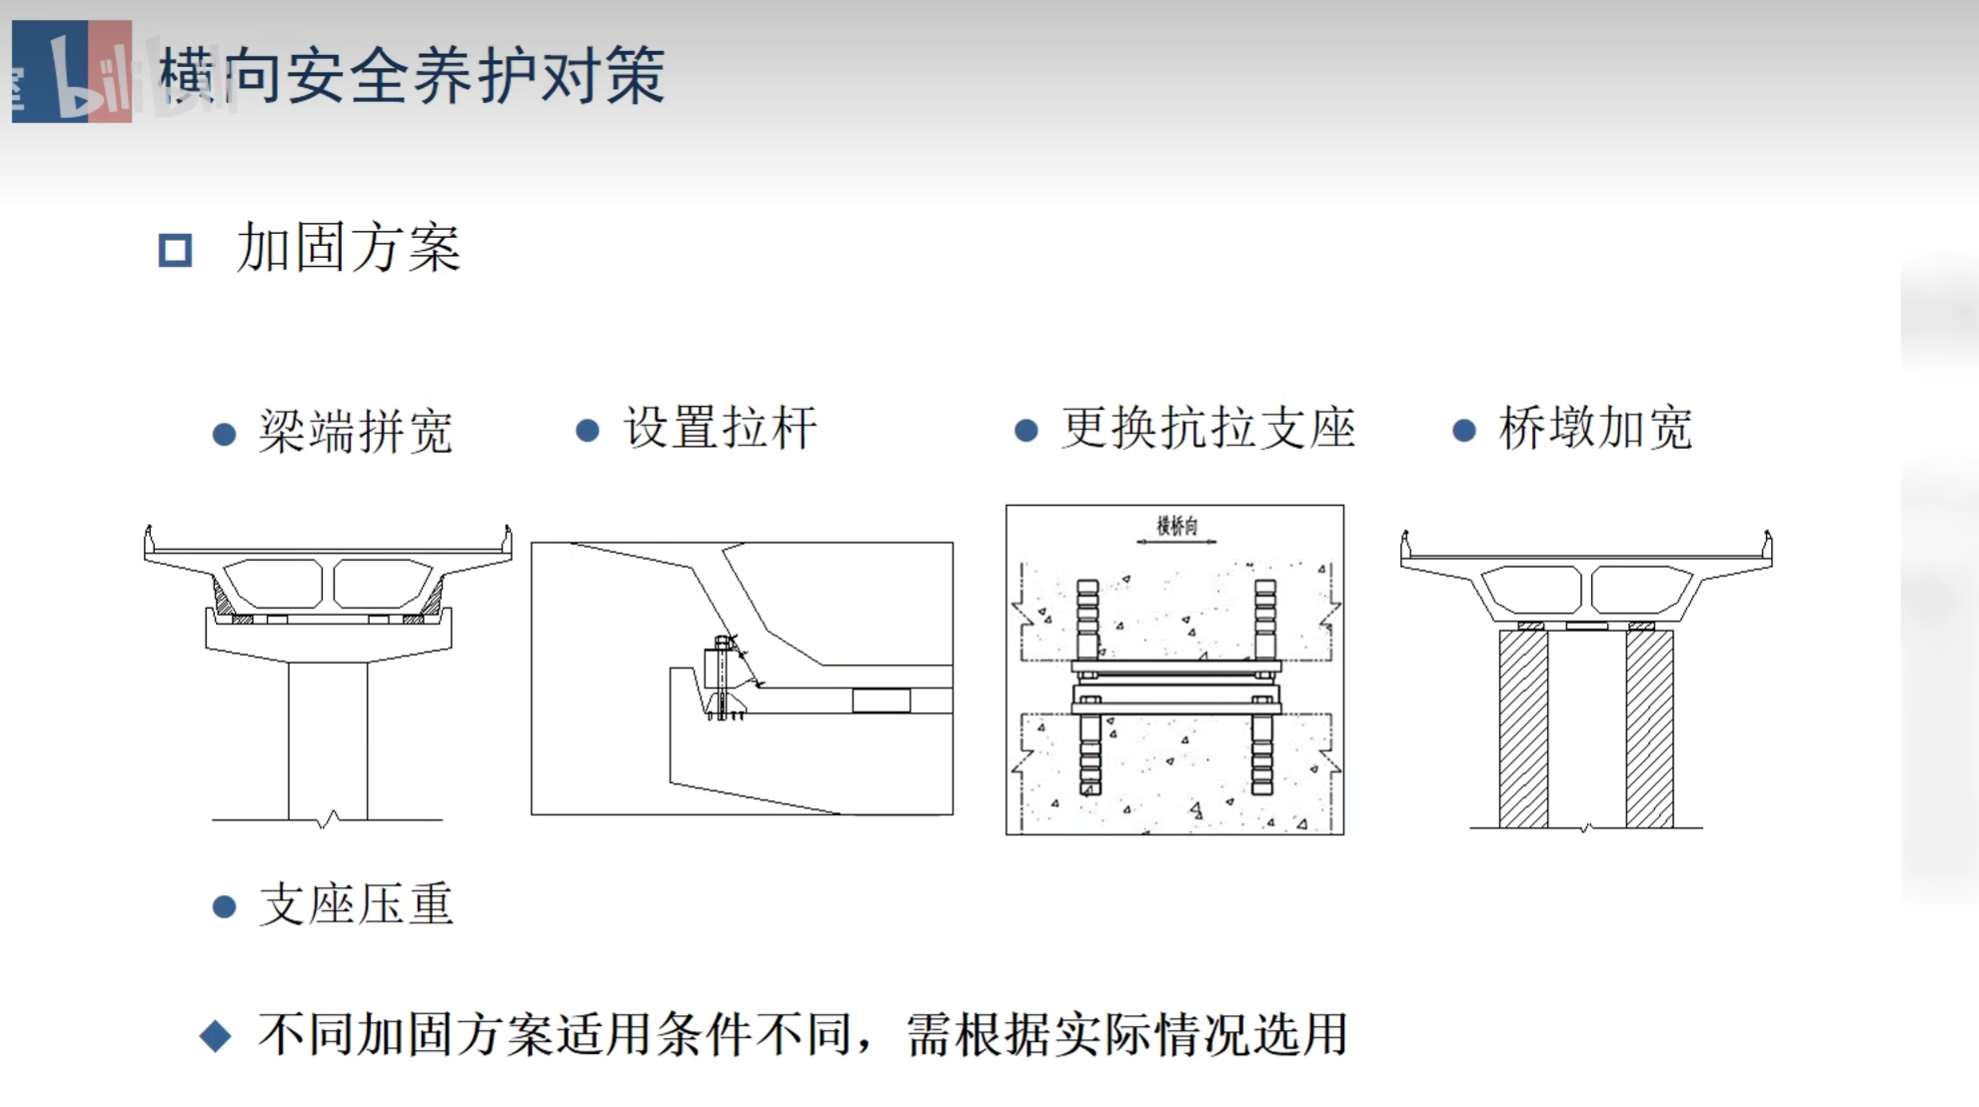 横向安全养护对策
bilibili
加固方案
梁端拼宽
设置拉杆
更换抗拉支座
桥墩加宽
横桥向
支座压重
不同加固方案适用条件不同，需根据实际情况选用